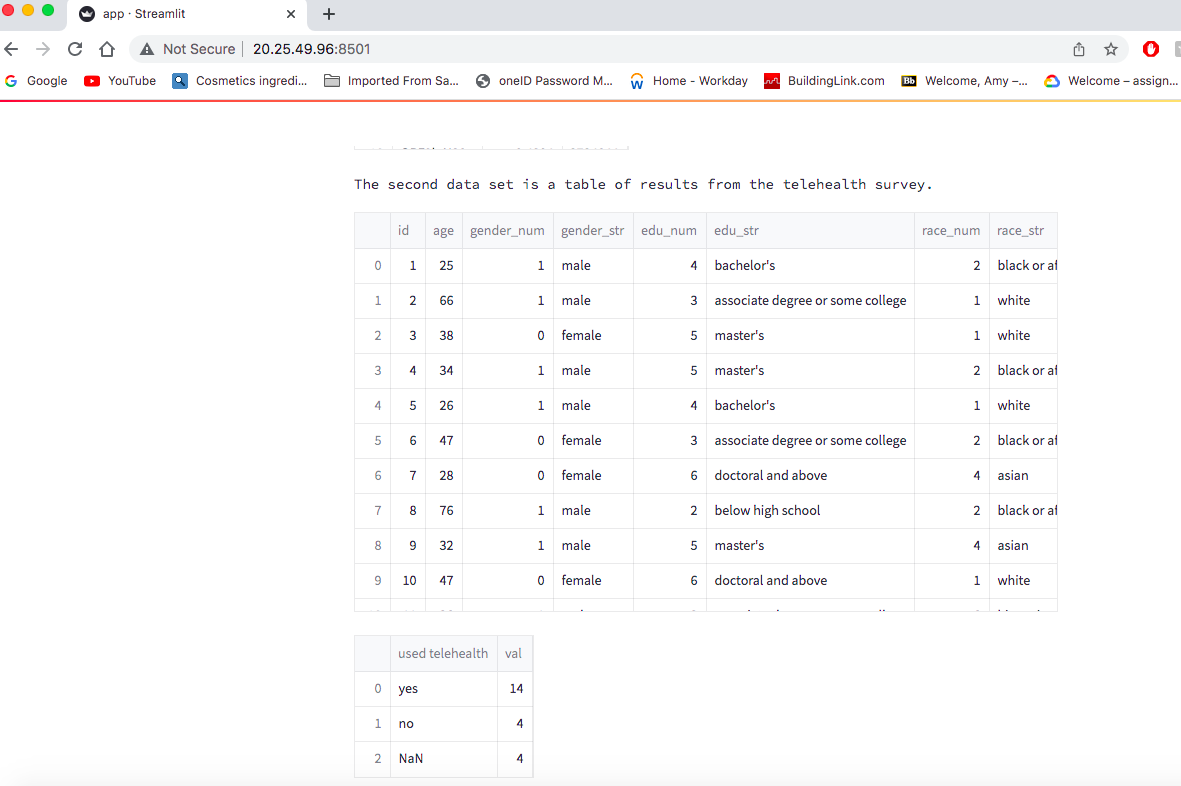 app · Streamlit
Not Secure 20.25.49.96:8501
Google YouTube Cosmetics ingredi... Imported From Sa... oneID Password M... Home - Workday BuildingLink.com Bb Welcome, Amy –... Welcome – assign...
The second data set is a table of results from the telehealth survey.
id age gender_num gender_str edu_num edu_str race_num race_str
0 1 25 1 male 4 bachelor's 2 black or af
1 2 66 1 male 3 associate degree or some college 1 white
2 3 38 0 female 5 master's 1 white
3 4 34 1 male 5 master's 2 black or af
4 5 26 1 male 4 bachelor's 1 white
5 6 47 0 female 3 associate degree or some college 2 black or af
6 7 28 0 female 6 doctoral and above 4 asian
7 8 76 1 male 2 below high school 2 black or af
8 9 32 1 male 5 master's 4 asian
9 10 47 0 female 6 doctoral and above 1 white
used telehealth val
0 yes 14
1 no 4
2 NaN 4